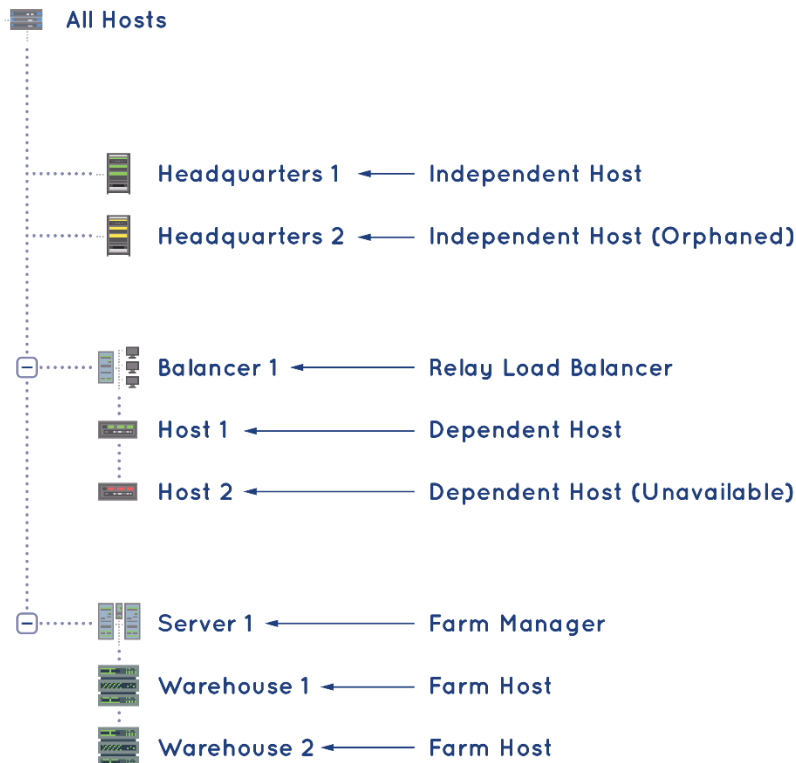 All Hosts
Headquarters 1 Independent Host
Headquarters 2 Independent Host (Orphaned)
Balancer 1 Relay Load Balancer
Host 1 Dependent Host
Host 2 Dependent Host (Unavailable)
Server 1 Farm Manager
Warehouse 1 Farm Host
Warehouse 2 Farm Host